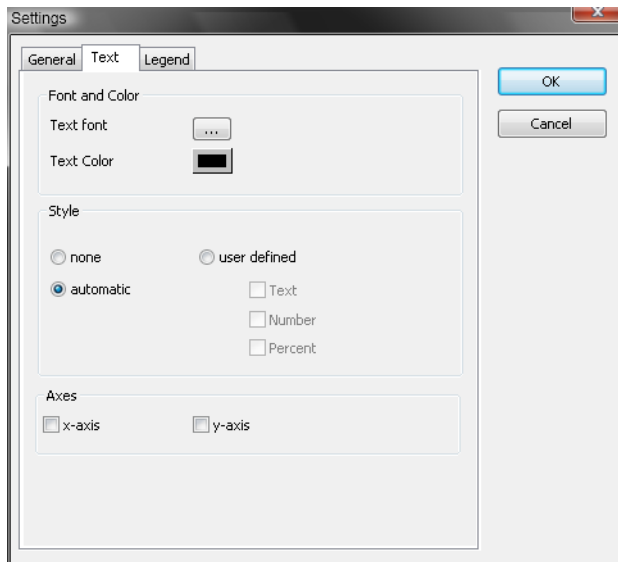 Settings
General Text Legend
OK
Font and Color
Text font ...
Cancel
Text Color
Style
none user defined
automatic Text
Number
Percent
Axes
x-axis y-axis